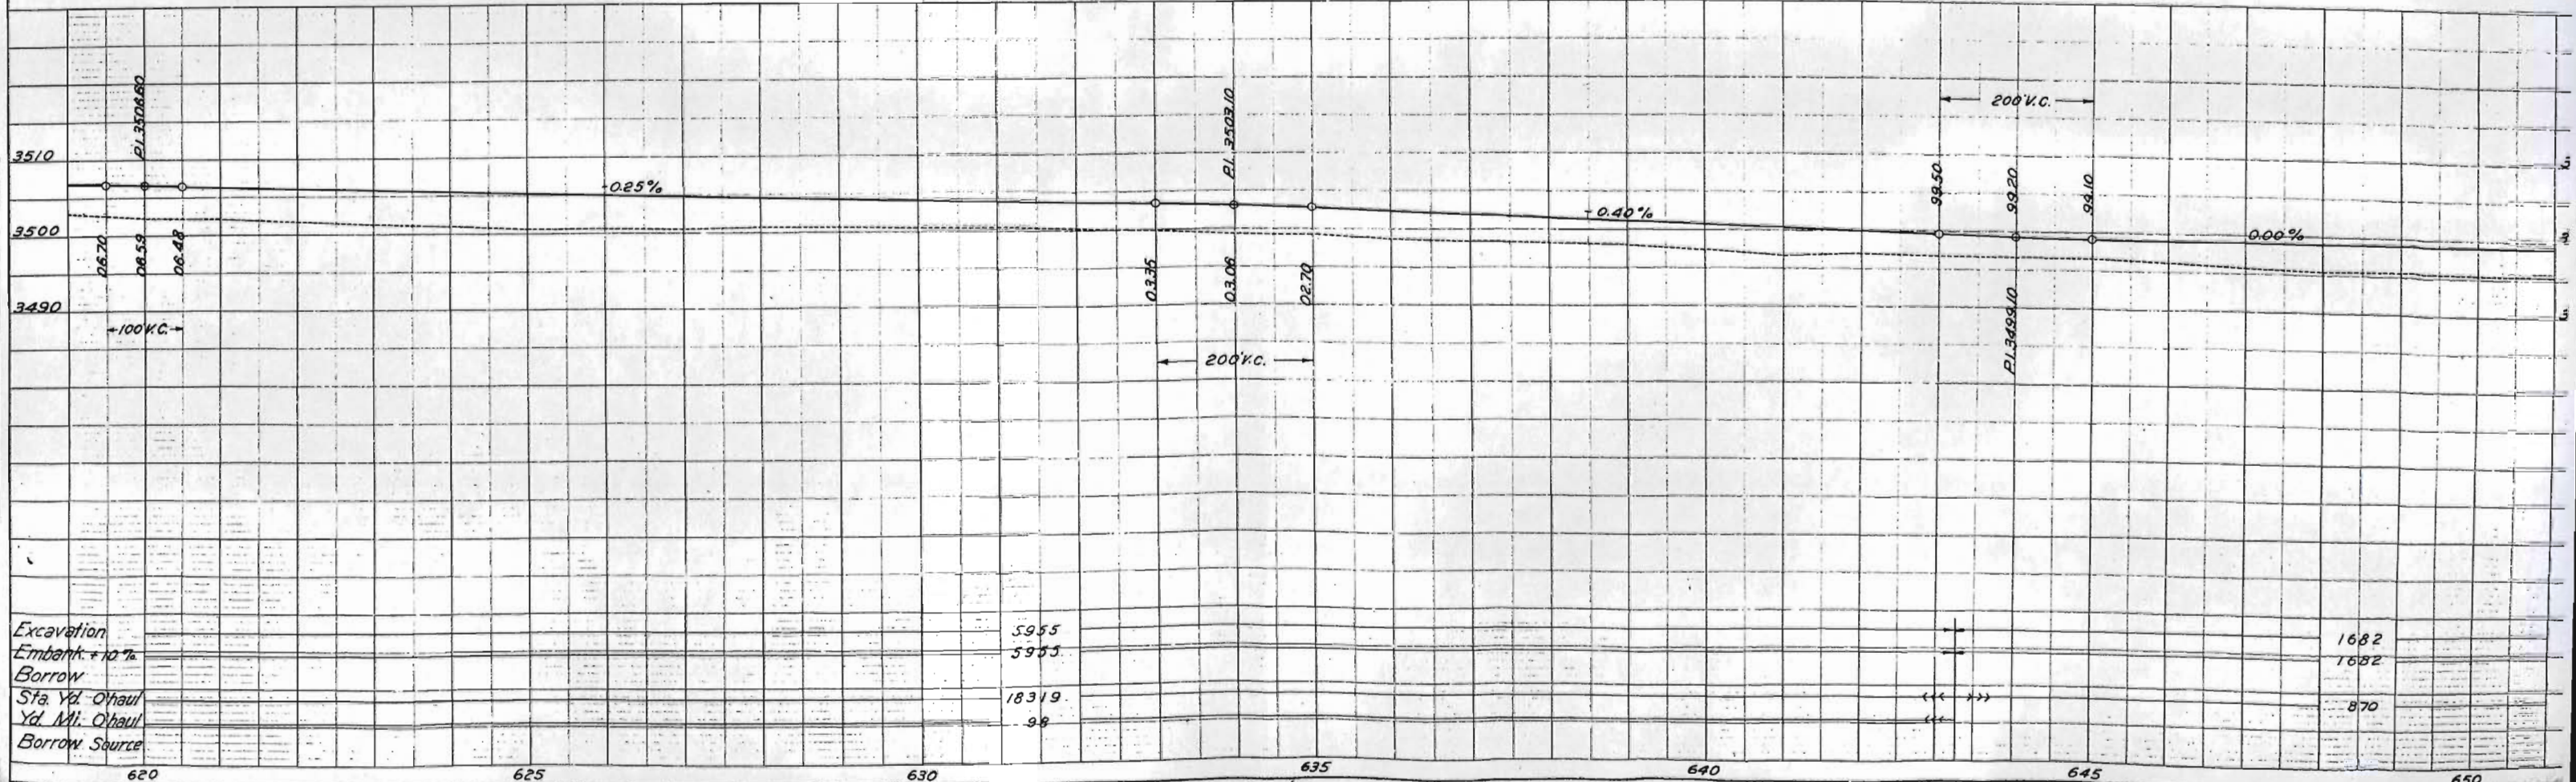 P.I. 3506.60
P.I. 3503.10
200' V.C.
3510
-0.25%
-0.40%
99.50
99.20
99.10
3500
0.00%
06.70
06.59
06.48
03.35
03.06
02.70
P.I. 3499.10
3490
100' V.C.
200' V.C.
Excavation 5955 1682
Embank. +10% 5955 1682
Borrow
Sta. Yd. O'haul 18319 870
Yd. Mi. O'haul 98
Borrow Source
620 625 630 635 640 645 650